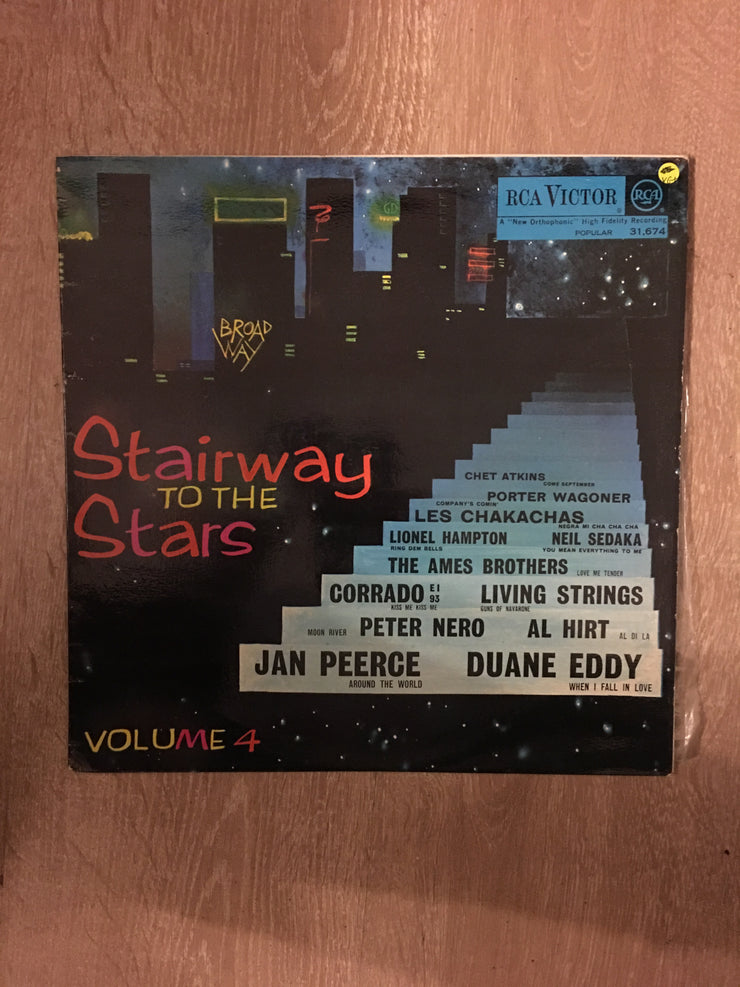 RCA VICTOR RCA
A "New Orthophonic" High Fidelity Recording
POPULAR 31,674
BROAD
WAY
Stairway
TO THE
Stars
CHET ATKINS
COME SEPTEMBER
PORTER WAGONER
COMPANY'S COMIN'
LES CHAKACHAS
NEGRA MI CHA CHA CHA
LIONEL HAMPTON NEIL SEDAKA
RING DEM BELLS YOU MEAN EVERYTHING TO ME
THE AMES BROTHERS LOVE ME TENDER
CORRADO E I 93 LIVING STRINGS
KISS ME KISS ME GUNS OF NAVARONE
MOON RIVER PETER NERO AL HIRT AL DI LA
JAN PEERCE DUANE EDDY
AROUND THE WORLD WHEN I FALL IN LOVE
VOLUME 4